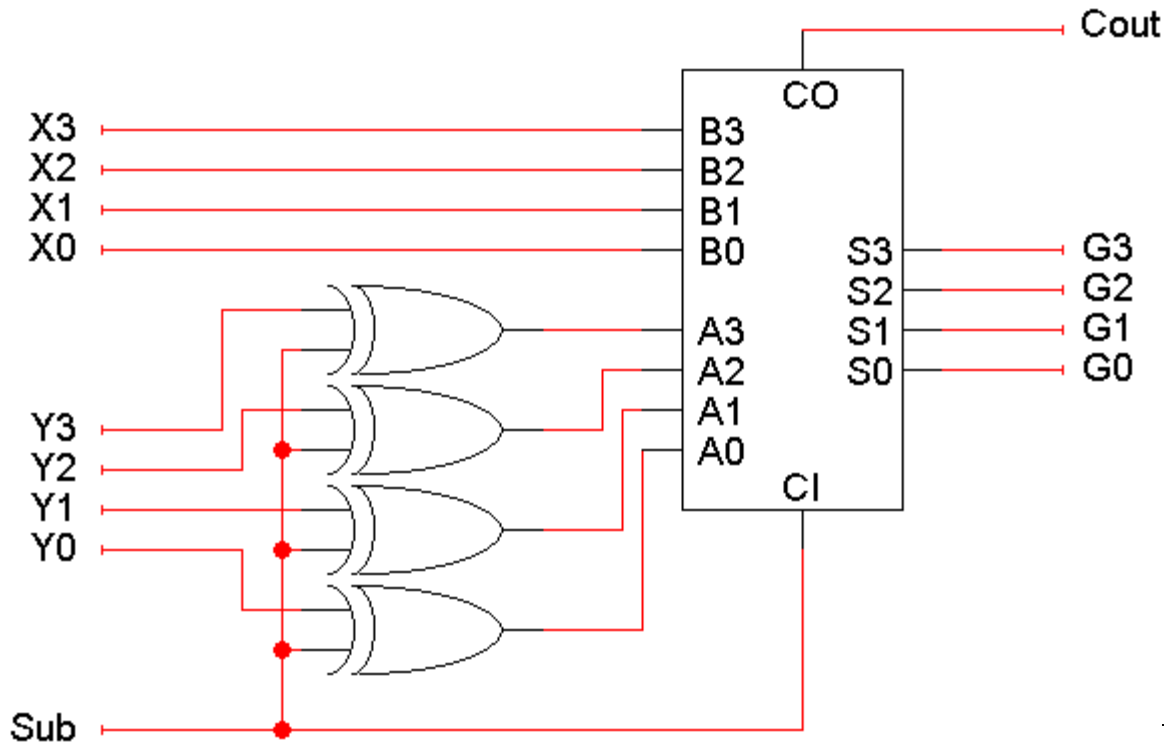 Cout
CO
X3 B3
X2 B2
X1 B1
X0 B0 S3 G3
S2 G2
A3 S1 G1
A2 S0 G0
A1
Y3
A0
Y2
CI
Y1
Y0
Sub